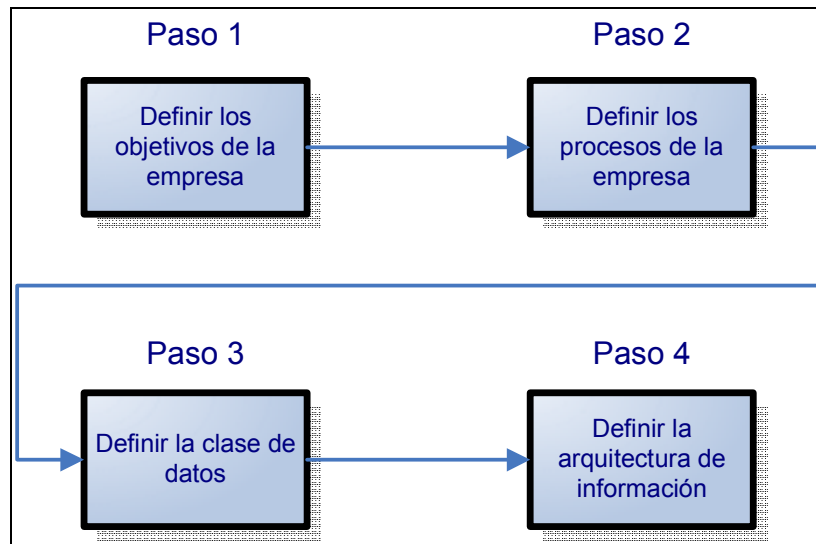 Paso 1
Definir los
objetivos de la
empresa
Paso 2
Definir los
procesos de la
empresa
Paso 3
Definir la clase de
datos
Paso 4
Definir la
arquitectura de
información